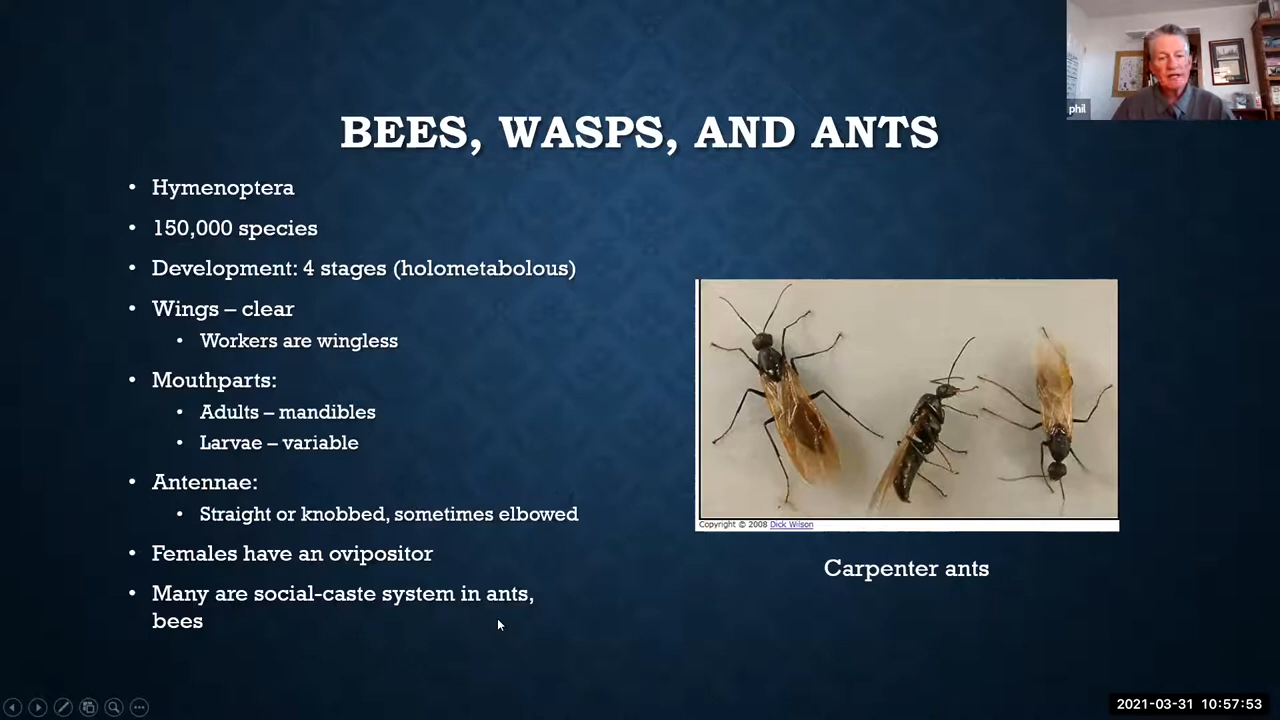 phil
BEES, WASPS, AND ANTS
• Hymenoptera
• 150,000 species
• Development: 4 stages (holometabolous)
• Wings – clear
• Workers are wingless
• Mouthparts:
• Adults – mandibles
• Larvae – variable
• Antennae:
• Straight or knobbed, sometimes elbowed
• Females have an ovipositor
• Many are social-caste system in ants,
bees
Copyright © 2008 Dick Wilson
Carpenter ants
2021-03-31 10:57:53